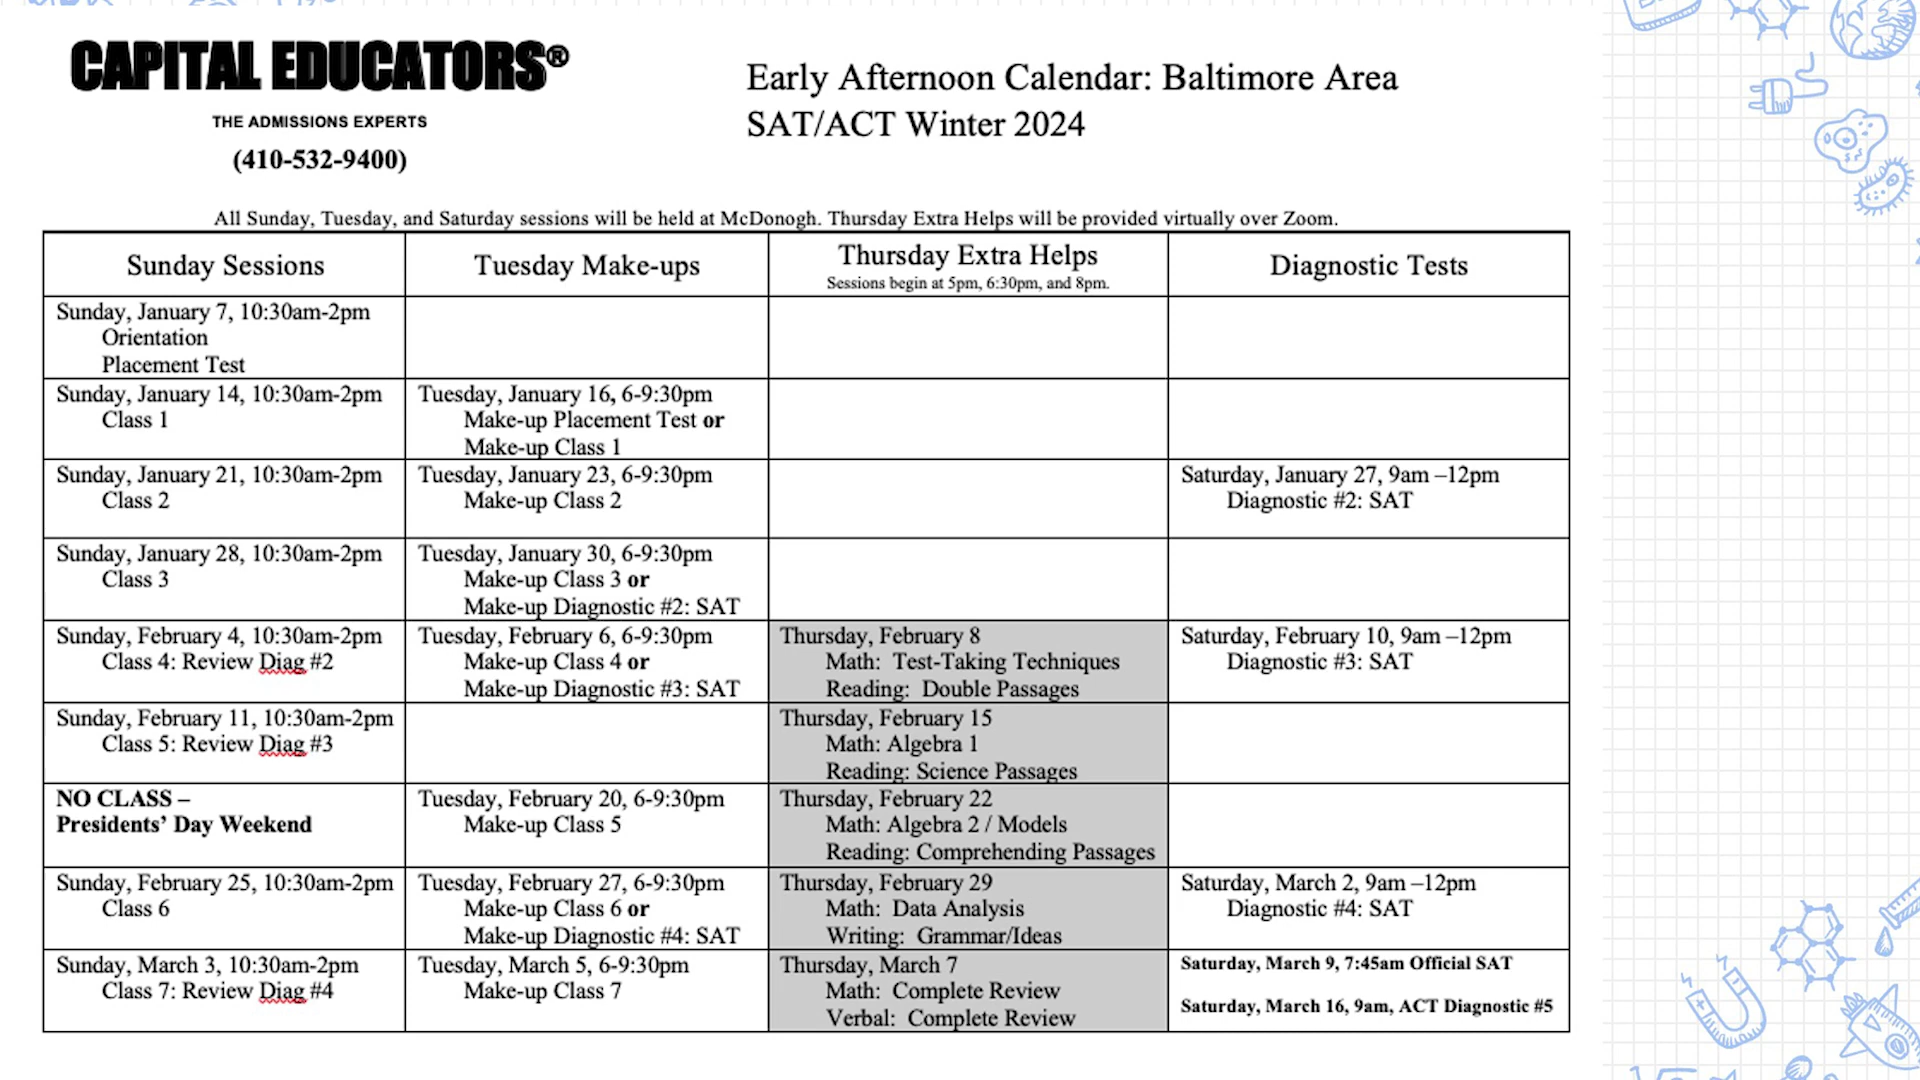 CAPITAL EDUCATORS®
THE ADMISSIONS EXPERTS
(410-532-9400)
Early Afternoon Calendar: Baltimore Area
SAT/ACT Winter 2024
All Sunday, Tuesday, and Saturday sessions will be held at McDonogh. Thursday Extra Helps will be provided virtually over Zoom.
Sunday Sessions
Tuesday Make-ups
Thursday Extra Helps
Sessions begin at 5pm, 6:30pm, and 8pm.
Diagnostic Tests
Sunday, January 7, 10:30am-2pm
Orientation
Placement Test
Sunday, January 14, 10:30am-2pm
Class 1
Tuesday, January 16, 6-9:30pm
Make-up Placement Test or
Make-up Class 1
Sunday, January 21, 10:30am-2pm
Class 2
Tuesday, January 23, 6-9:30pm
Make-up Class 2
Saturday, January 27, 9am –12pm
Diagnostic #2: SAT
Sunday, January 28, 10:30am-2pm
Class 3
Tuesday, January 30, 6-9:30pm
Make-up Class 3 or
Make-up Diagnostic #2: SAT
Sunday, February 4, 10:30am-2pm
Class 4: Review Diag #2
Tuesday, February 6, 6-9:30pm
Make-up Class 4 or
Make-up Diagnostic #3: SAT
Thursday, February 8
Math: Test-Taking Techniques
Reading: Double Passages
Saturday, February 10, 9am –12pm
Diagnostic #3: SAT
Sunday, February 11, 10:30am-2pm
Class 5: Review Diag #3
Thursday, February 15
Math: Algebra 1
Reading: Science Passages
NO CLASS –
Presidents’ Day Weekend
Tuesday, February 20, 6-9:30pm
Make-up Class 5
Thursday, February 22
Math: Algebra 2 / Models
Reading: Comprehending Passages
Sunday, February 25, 10:30am-2pm
Class 6
Tuesday, February 27, 6-9:30pm
Make-up Class 6 or
Make-up Diagnostic #4: SAT
Thursday, February 29
Math: Data Analysis
Writing: Grammar/Ideas
Saturday, March 2, 9am –12pm
Diagnostic #4: SAT
Sunday, March 3, 10:30am-2pm
Class 7: Review Diag #4
Tuesday, March 5, 6-9:30pm
Make-up Class 7
Thursday, March 7
Math: Complete Review
Verbal: Complete Review
Saturday, March 9, 7:45am Official SAT
Saturday, March 16, 9am, ACT Diagnostic #5